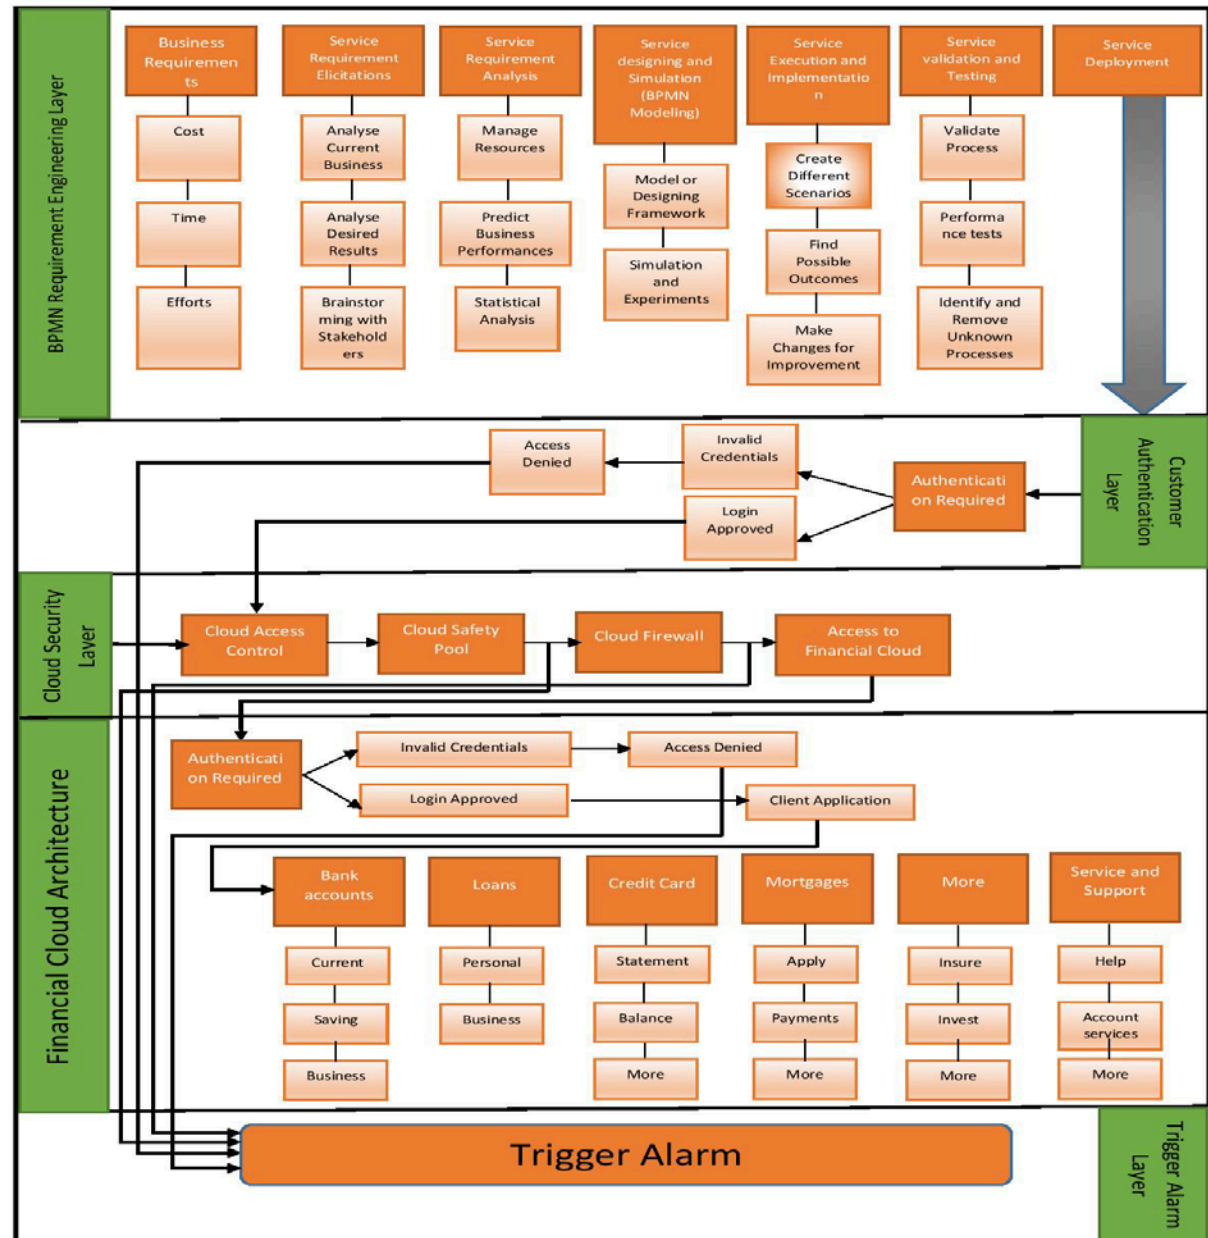 BPMN Requirement Engineering Layer
Business
Requiremen
ts
Cost
Time
Efforts
Service
Requirement
Elicitations
Analyse
Current
Business
Analyse
Desired
Results
Brainstor
ming with
Stakehold
ers
Service
Requirement
Analysis
Manage
Resources
Predict
Business
Performances
Statistical
Analysis
Service
designing and
Simulation
(BPMN
Modeling)
Model or
Designing
Framework
Simulation
and
Experiments
Service
Execution and
Implementatio
n
Create
Different
Scenarios
Find
Possible
Outcomes
Make
Changes for
Improvement
Service
validation and
Testing
Validate
Process
Performa
nce tests
Identify and
Remove
Unknown
Processes
Service
Deployment
Customer
Authentication
Layer
Authenticati
on Required
Invalid
Credentials
Access
Denied
Login
Approved
Cloud Security
Layer
Cloud Access
Control
Cloud Safety
Pool
Cloud Firewall
Access to
Financial Cloud
Financial Cloud Architecture
Authenticati
on Required
Invalid Credentials
Access Denied
Login Approved
Client Application
Bank
accounts
Current
Saving
Business
Loans
Personal
Business
Credit Card
Statement
Balance
More
Mortgages
Apply
Payments
More
More
Insure
Invest
More
Service and
Support
Help
Account
services
More
Trigger Alarm
Layer
Trigger Alarm